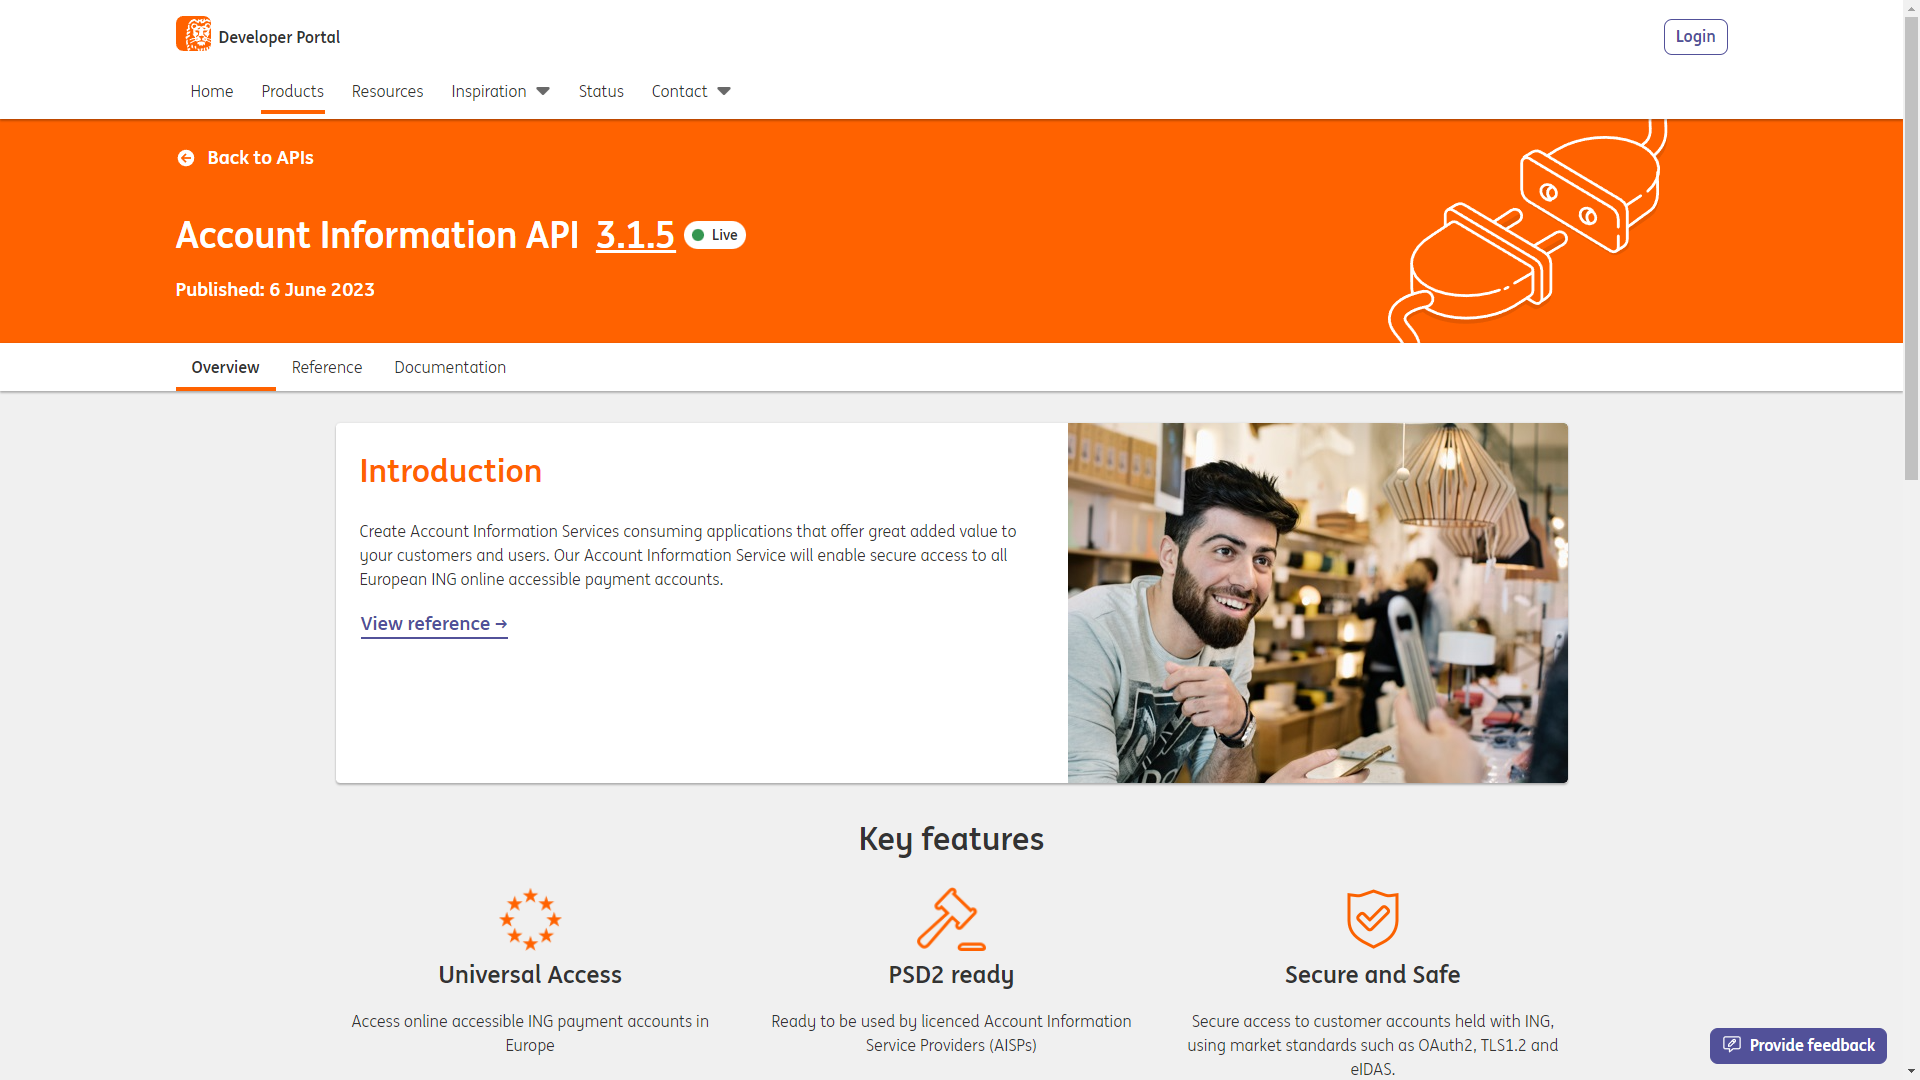 Developer Portal
Login
Home
Products
Resources
Inspiration
Status
Contact
Back to APIs
Account Information API 3.1.5 Live
Published: 6 June 2023
Overview
Reference
Documentation
Introduction
Create Account Information Services consuming applications that offer great added value to
your customers and users. Our Account Information Service will enable secure access to all
European ING online accessible payment accounts.
View reference →
Key features
Universal Access
Access online accessible ING payment accounts in
Europe
PSD2 ready
Ready to be used by licenced Account Information
Service Providers (AISPs)
Secure and Safe
Secure access to customer accounts held with ING,
using market standards such as OAuth2, TLS1.2 and
eIDAS.
Provide feedback